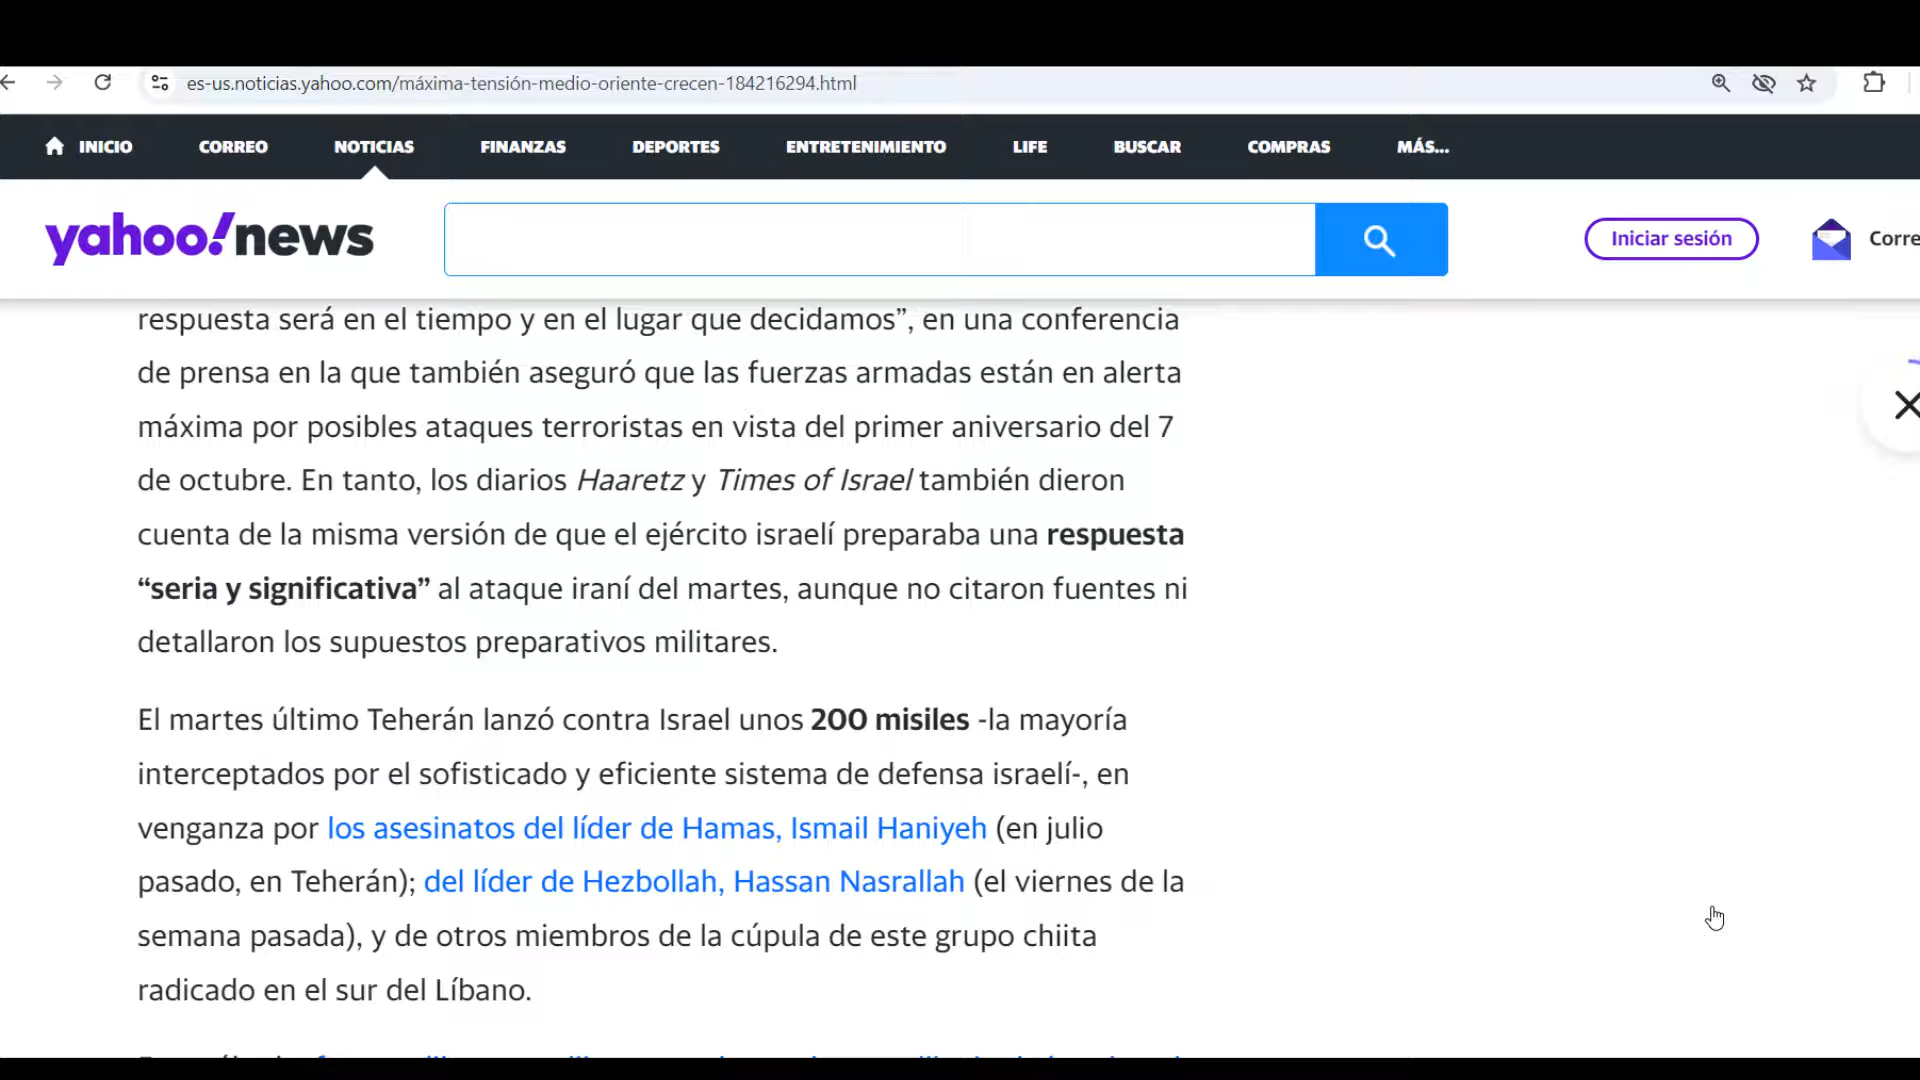 es-us.noticias.yahoo.com/máxima-tensión-medio-oriente-crecen-184216294.html
INICIO CORREO NOTICIAS FINANZAS DEPORTES ENTRETENIMIENTO LIFE BUSCAR COMPRAS MÁS...
yahoo!news Iniciar sesión Corre
respuesta será en el tiempo y en el lugar que decidamos”, en una conferencia
de prensa en la que también aseguró que las fuerzas armadas están en alerta
máxima por posibles ataques terroristas en vista del primer aniversario del 7
de octubre. En tanto, los diarios Haaretz y Times of Israel también dieron
cuenta de la misma versión de que el ejército israelí preparaba una respuesta
“seria y significativa” al ataque iraní del martes, aunque no citaron fuentes ni
detallaron los supuestos preparativos militares.
El martes último Teherán lanzó contra Israel unos 200 misiles -la mayoría
interceptados por el sofisticado y eficiente sistema de defensa israelí-, en
venganza por los asesinatos del líder de Hamas, Ismail Haniyeh (en julio
pasado, en Teherán); del líder de Hezbollah, Hassan Nasrallah (el viernes de la
semana pasada), y de otros miembros de la cúpula de este grupo chiita
radicado en el sur del Líbano.